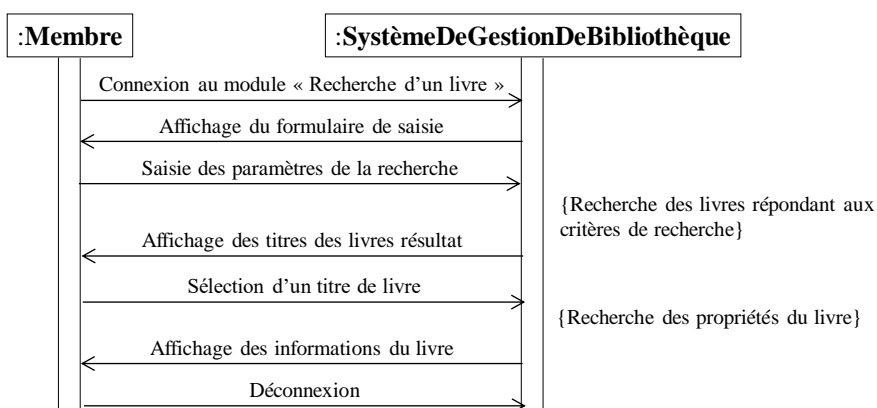 :Membre
:SystèmeDeGestionDeBibliothèque
Connexion au module « Recherche d'un livre »
Affichage du formulaire de saisie
Saisie des paramètres de la recherche
{Recherche des livres répondant aux
critères de recherche}
Affichage des titres des livres résultat
Sélection d'un titre de livre
{Recherche des propriétés du livre}
Affichage des informations du livre
Déconnexion